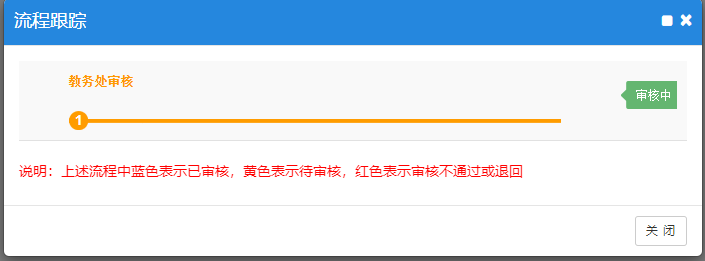 流程跟踪
教务处审核
1
审核中
说明：上述流程中蓝色表示已审核，黄色表示待审核，红色表示审核不通过或退回
关 闭